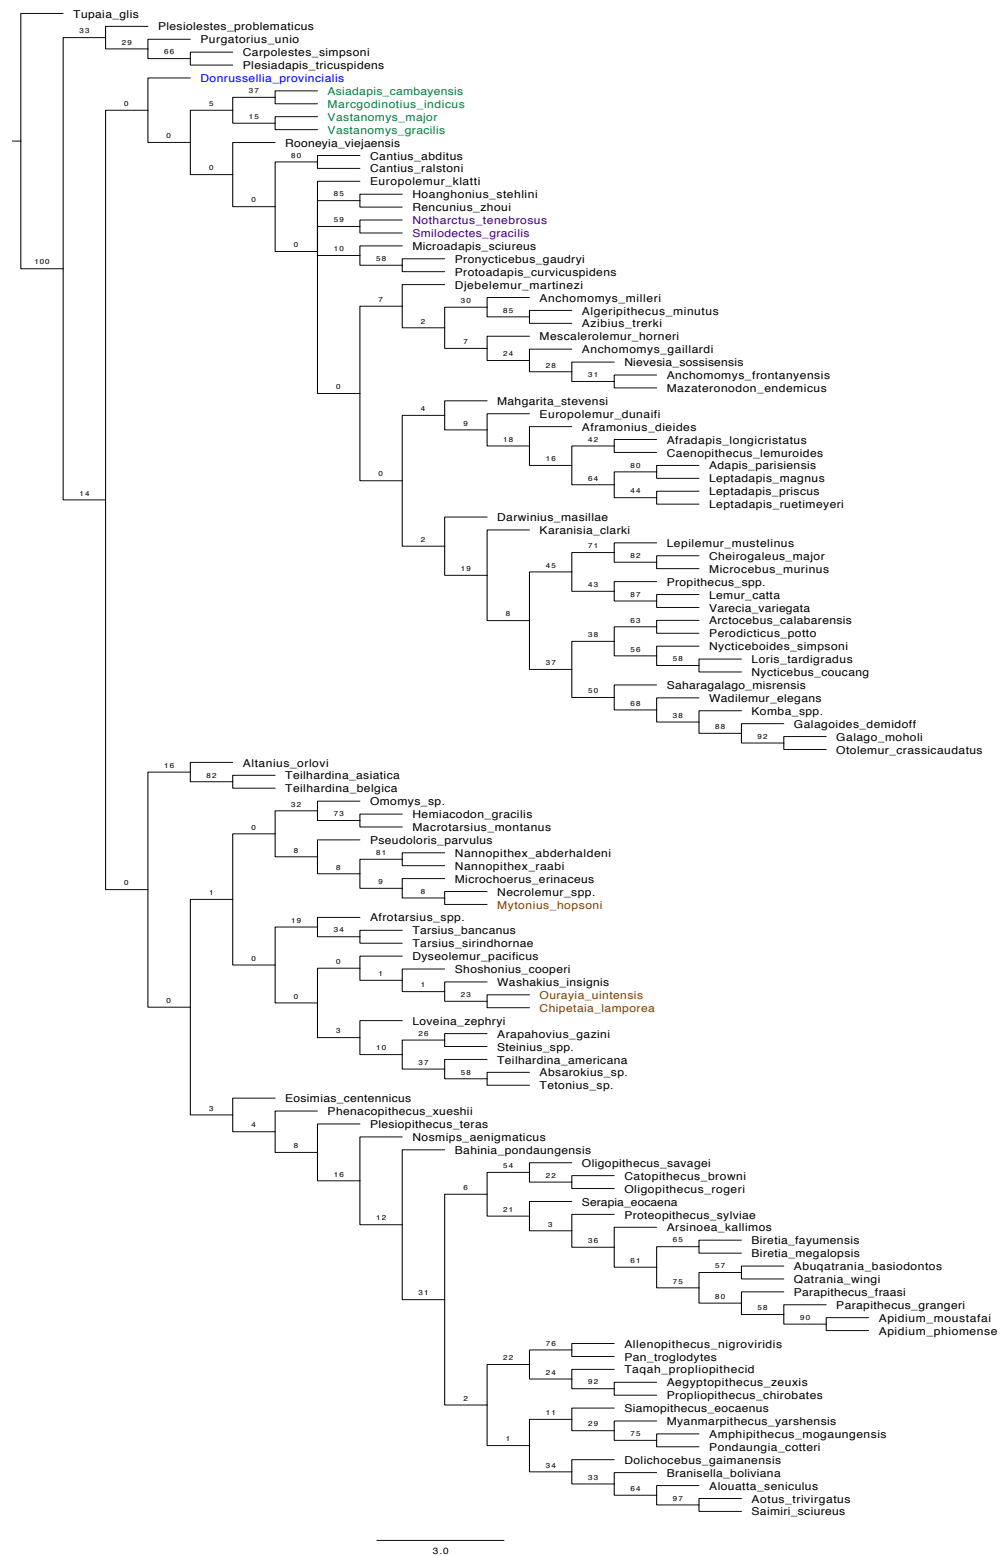 Tupaia_glis
33
Plesiolestes_problematicus
29
Purgatorius_unio
66
Carpolestes_simpsoni
Plesiadapis_tricuspidens
Donrussellia_provincialis
0
37
Asiadapis_cambayensis
5
Marcgodinotius_indicus
15
Vastanomys_major
Vastanomys_gracilis
0
Rooneyia_viejaensis
0
80
Cantius_abditus
Cantius_ralstoni
0
Europolemur_klatti
85
Hoanghonius_stehlini
Rencunius_zhoui
59
Notharctus_tenebrosus
Smilodectes_gracilis
0
10
Microadapis_sciureus
58
Pronycticebus_gaudryi
100
Protoadapis_curvicuspidens
Djebelemur_martinezi
7
30
Anchomomys_milleri
85
Algeripithecus_minutus
2
Azibius_trerki
Mescalerolemur_horneri
7
24
Anchomomys_gaillardi
28
Nievesia_sossisensis
31
Anchomomys_frontanyensis
0
Mazateronodon_endemicus
Mahgarita_stevensi
4
9
Europolemur_dunaifi
18
Aframonius_dieides
42
Afradapis_longicristatus
16
Caenopithecus_lemuroides
80
Adapis_parisiensis
0
64
Leptadapis_magnus
14
44
Leptadapis_priscus
Leptadapis_ruetimeyeri
Darwinius_masillae
2
Karanisia_clarki
71
Lepilemur_mustelinus
82
Cheirogaleus_major
19
45
Microcebus_murinus
43
Propithecus_spp.
87
Lemur_catta
Varecia_variegata
8
63
Arctocebus_calabarensis
38
Perodicticus_potto
56
Nycticeboides_simpsoni
37
58
Loris_tardigradus
Nycticebus_coucang
50
Saharagalago_misrensis
68
Wadilemur_elegans
38
Komba_spp.
88
Galagoides_demidoff
92
Galago_moholi
Otolemur_crassicaudatus
16
Altanius_orlovi
82
Teilhardina_asiatica
Teilhardina_belgica
32
Omomys_sp.
73
Hemiacodon_gracilis
0
Macrotarsius_montanus
Pseudoloris_parvulus
8
81
Nannopithex_abderhaldeni
8
Nannopithex_raabi
9
Microchoerus_erinaceus
0
1
8
Necrolemur_spp.
Mytonius_hopsoni
19
Afrotarsius_spp.
34
Tarsius_bancanus
Tarsius_sirindhornae
0
0
Dyseolemur_pacificus
1
Shoshonius_cooperi
1
Washakius_insignis
0
0
23
Ourayia_uintensis
Chipetaia_lamporea
3
Loveina_zephryi
26
Arapahovius_gazini
10
Steinius_spp.
37
Teilhardina_americana
58
Absarokius_sp.
Tetonius_sp.
3
Eosimias_centennicus
4
Phenacopithecus_xueshii
Plesiopithecus_teras
8
Nosmips_aenigmaticus
Bahinia_pondaungensis
54
Oligopithecus_savagei
16
22
Catopithecus_browni
6
Oligopithecus_rogeri
21
Serapia_eocaena
12
3
Proteopithecus_sylviae
36
Arsinoea_kallimos
65
Biretia_fayumensis
61
Biretia_megalopsis
57
Abuqatrania_basiodontos
75
Qatrania_wingi
31
80
Parapithecus_fraasi
58
Parapithecus_grangeri
90
Apidium_moustafai
Apidium_phiomense
76
Allenopithecus_nigroviridis
22
Pan_troglodytes
24
Taqah_propliopithecid
92
Aegyptopithecus_zeuxis
2
Propliopithecus_chirobates
11
Siamopithecus_eocaenus
29
Myanmarpithecus_yarshensis
75
Amphipithecus_mogaungensis
1
Pondaungia_cotteri
34
Dolichocebus_gaimanensis
33
Branisella_boliviana
64
Alouatta_seniculus
97
Aotus_trivirgatus
Saimiri_sciureus
3.0